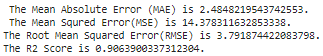 The Mean Absolute Error (MAE) is 2.4848219543742553.
The Mean Squred Error(MSE) is 14.378311632853338.
The Root Mean Squared Error(RMSE) is 3.791874422083798.
The R2 Score is 0.9063900337312304.